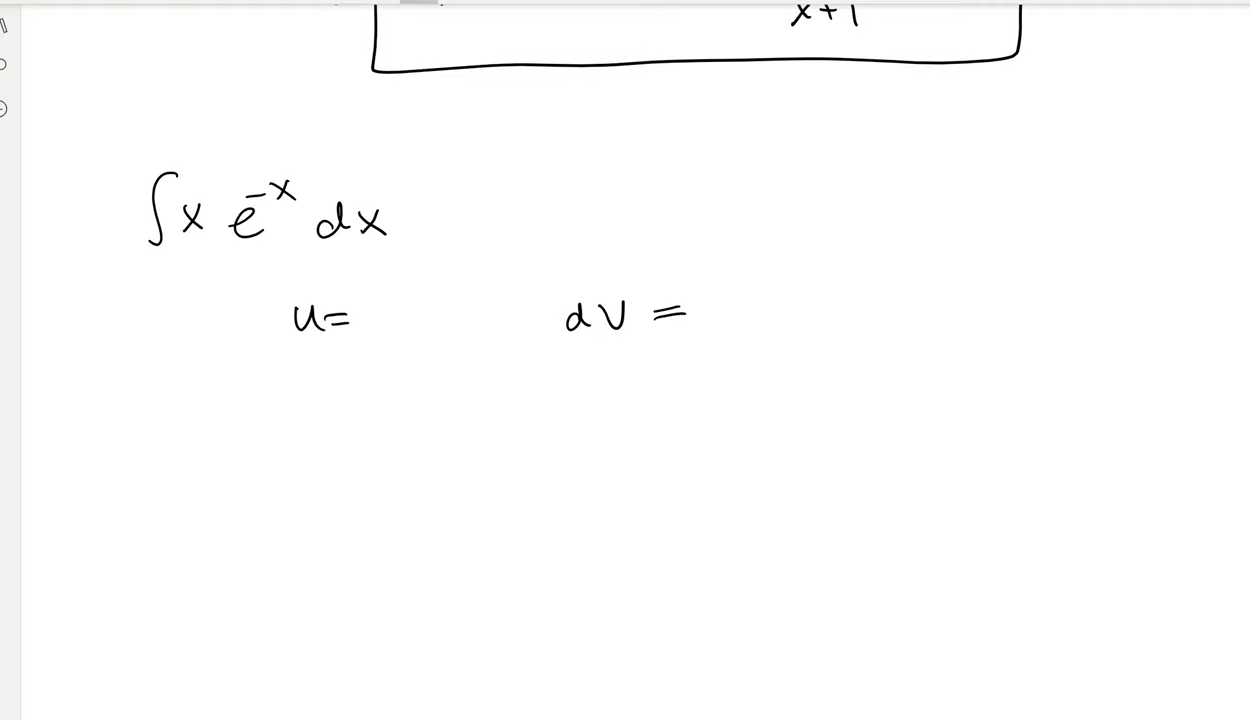 x+1
∫x e^-x dx
u= dV =